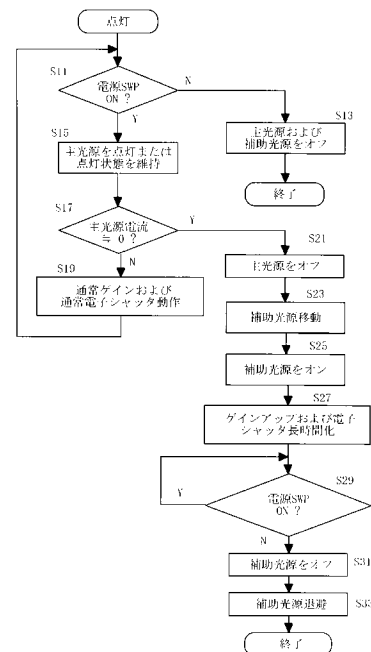 点灯
S11
電源SWP
ON ?
N
Y
S13
主光源および
補助光源をオフ
終了
S15
主光源を点灯または
点灯状態を維持
S17
主光源電流
≒ 0 ?
Y
N
S19
通常ゲインおよび
通常電子シャッタ動作
S21
主光源をオフ
S23
補助光源移動
S25
補助光源をオン
S27
ゲインアップおよび電子
シャッタ長時間化
S29
電源SWP
ON ?
Y
N
補助光源をオフ
S31
補助光源退避
S33
終了